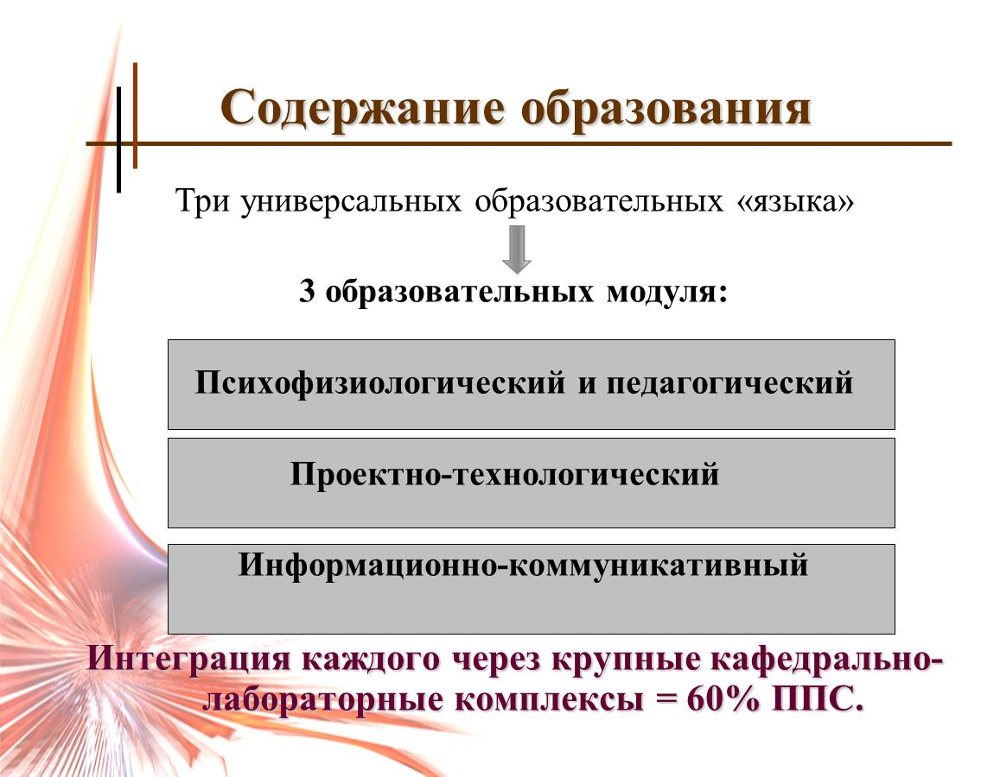 Содержание образования
Три универсальных образовательных «языка»
3 образовательных модуля:
Психофизиологический и педагогический
Проектно-технологический
Информационно-коммуникативный
Интеграция каждого через крупные кафедрально-
лабораторные комплексы = 60% ППС.